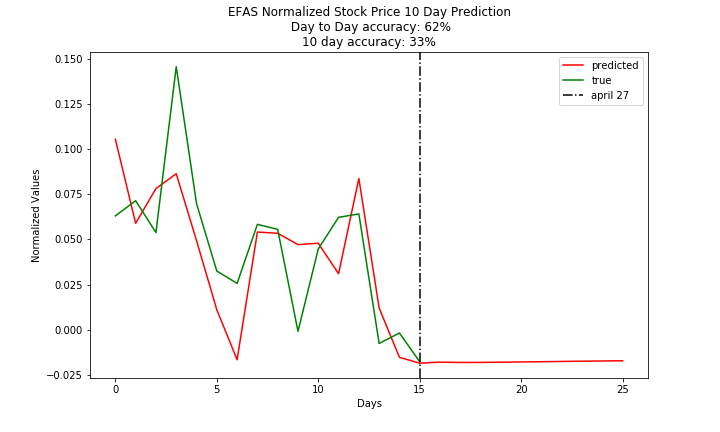 EFAS Normalized Stock Price 10 Day Prediction
Day to Day accuracy: 62%
10 day accuracy: 33%
predicted
true
april 27
Normalized Values
0.150
0.125
0.100
0.075
0.050
0.025
0.000
−0.025
0 5 10 15 20 25
Days